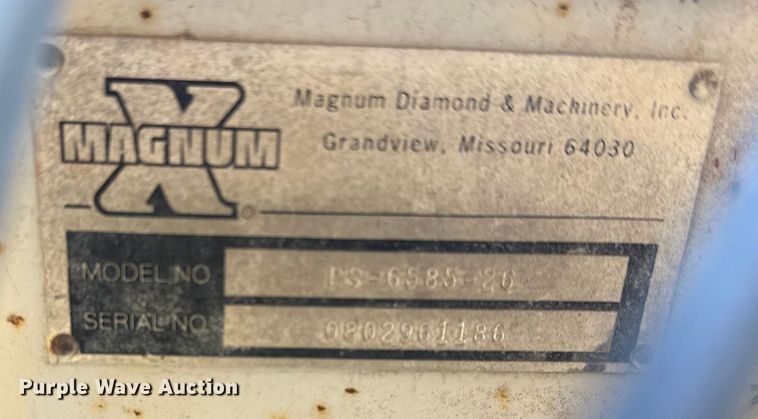 X
MAGNUM
Magnum Diamond & Machinery, Inc.
Grandview, Missouri 64030
®
MODEL NO PS-6585-26
SERIAL NO 0802961186
Purple Wave Auction